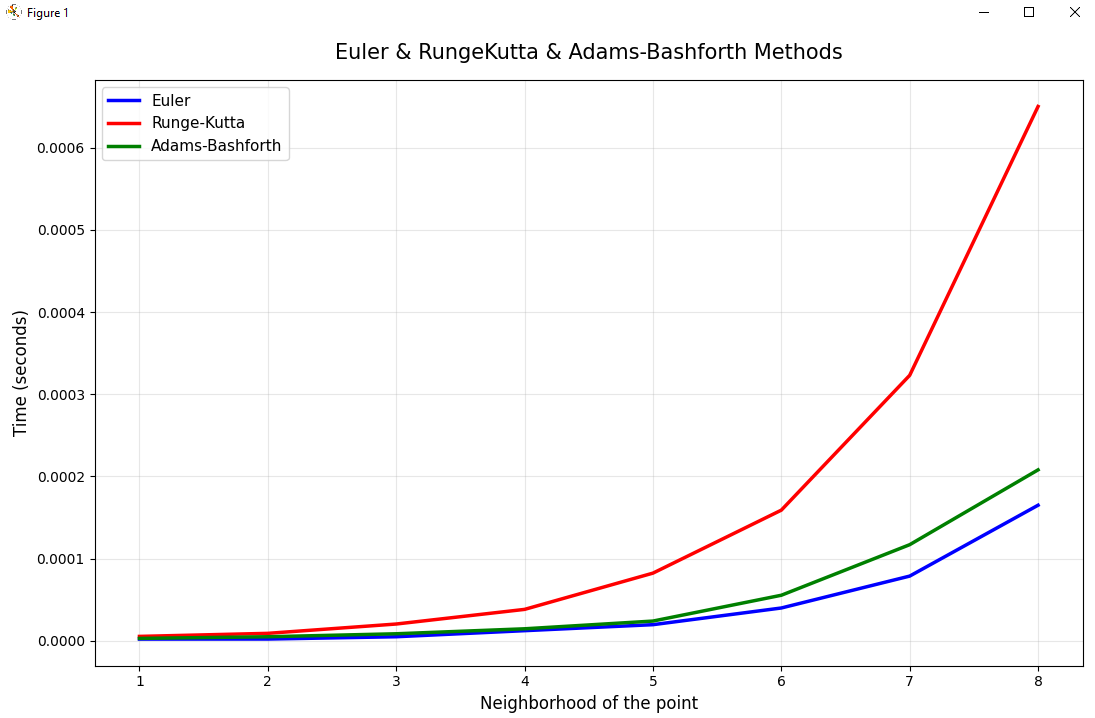 Figure 1
Euler & RungeKutta & Adams-Bashforth Methods
Euler
Runge-Kutta
Adams-Bashforth
0.0006
0.0005
0.0004
0.0003
0.0002
0.0001
0.0000
Time (seconds)
1 2 3 4 5 6 7 8
Neighborhood of the point